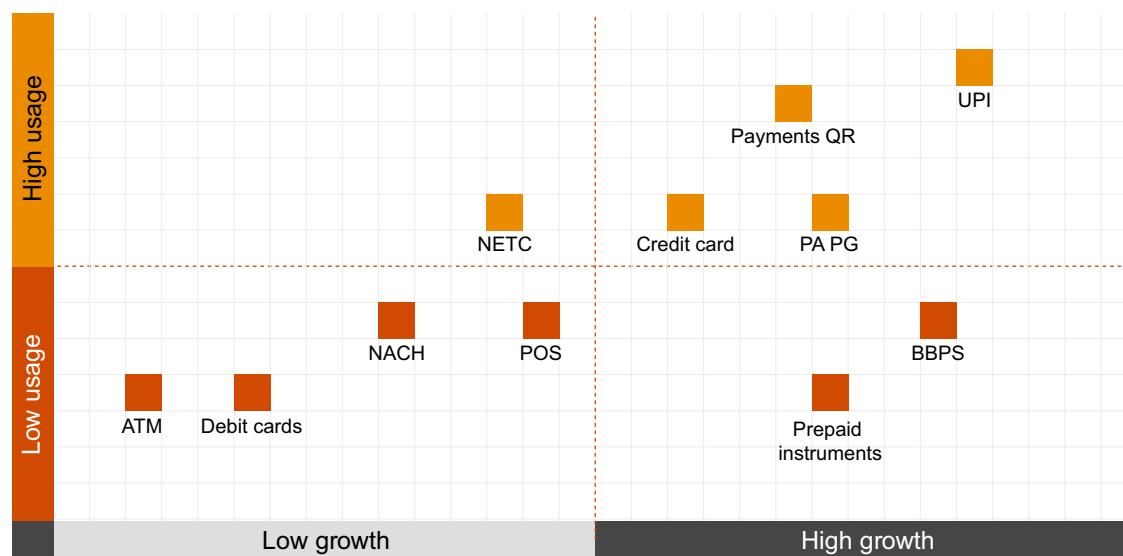 High usage
UPI
Payments QR
NETC
Credit card
PA PG
Low usage
NACH
POS
BBPS
ATM
Debit cards
Prepaid
instruments
Low growth
High growth